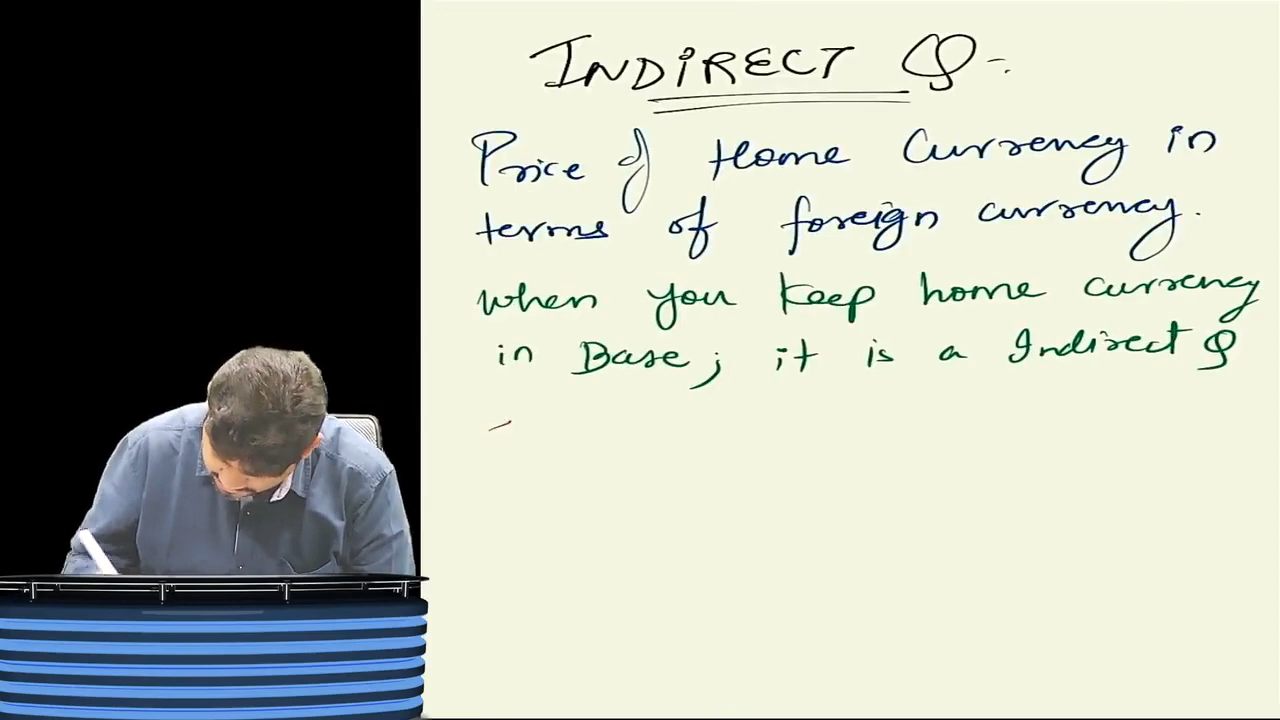 INDIRECT Q:-
Price of Home Currency in
terms of foreign currency.
when you keep home currency
in Base; it is a Indirect Q